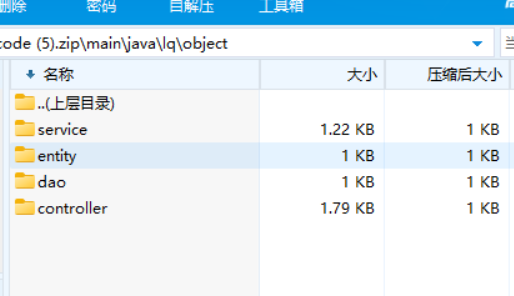 删除 密码 自解压 工具箱
code (5).zip\main\java\lq\object
名称 大小 压缩后大小
..(上层目录)
service 1.22 KB 1 KB
entity 1 KB 1 KB
dao 1 KB 1 KB
controller 1.79 KB 1 KB